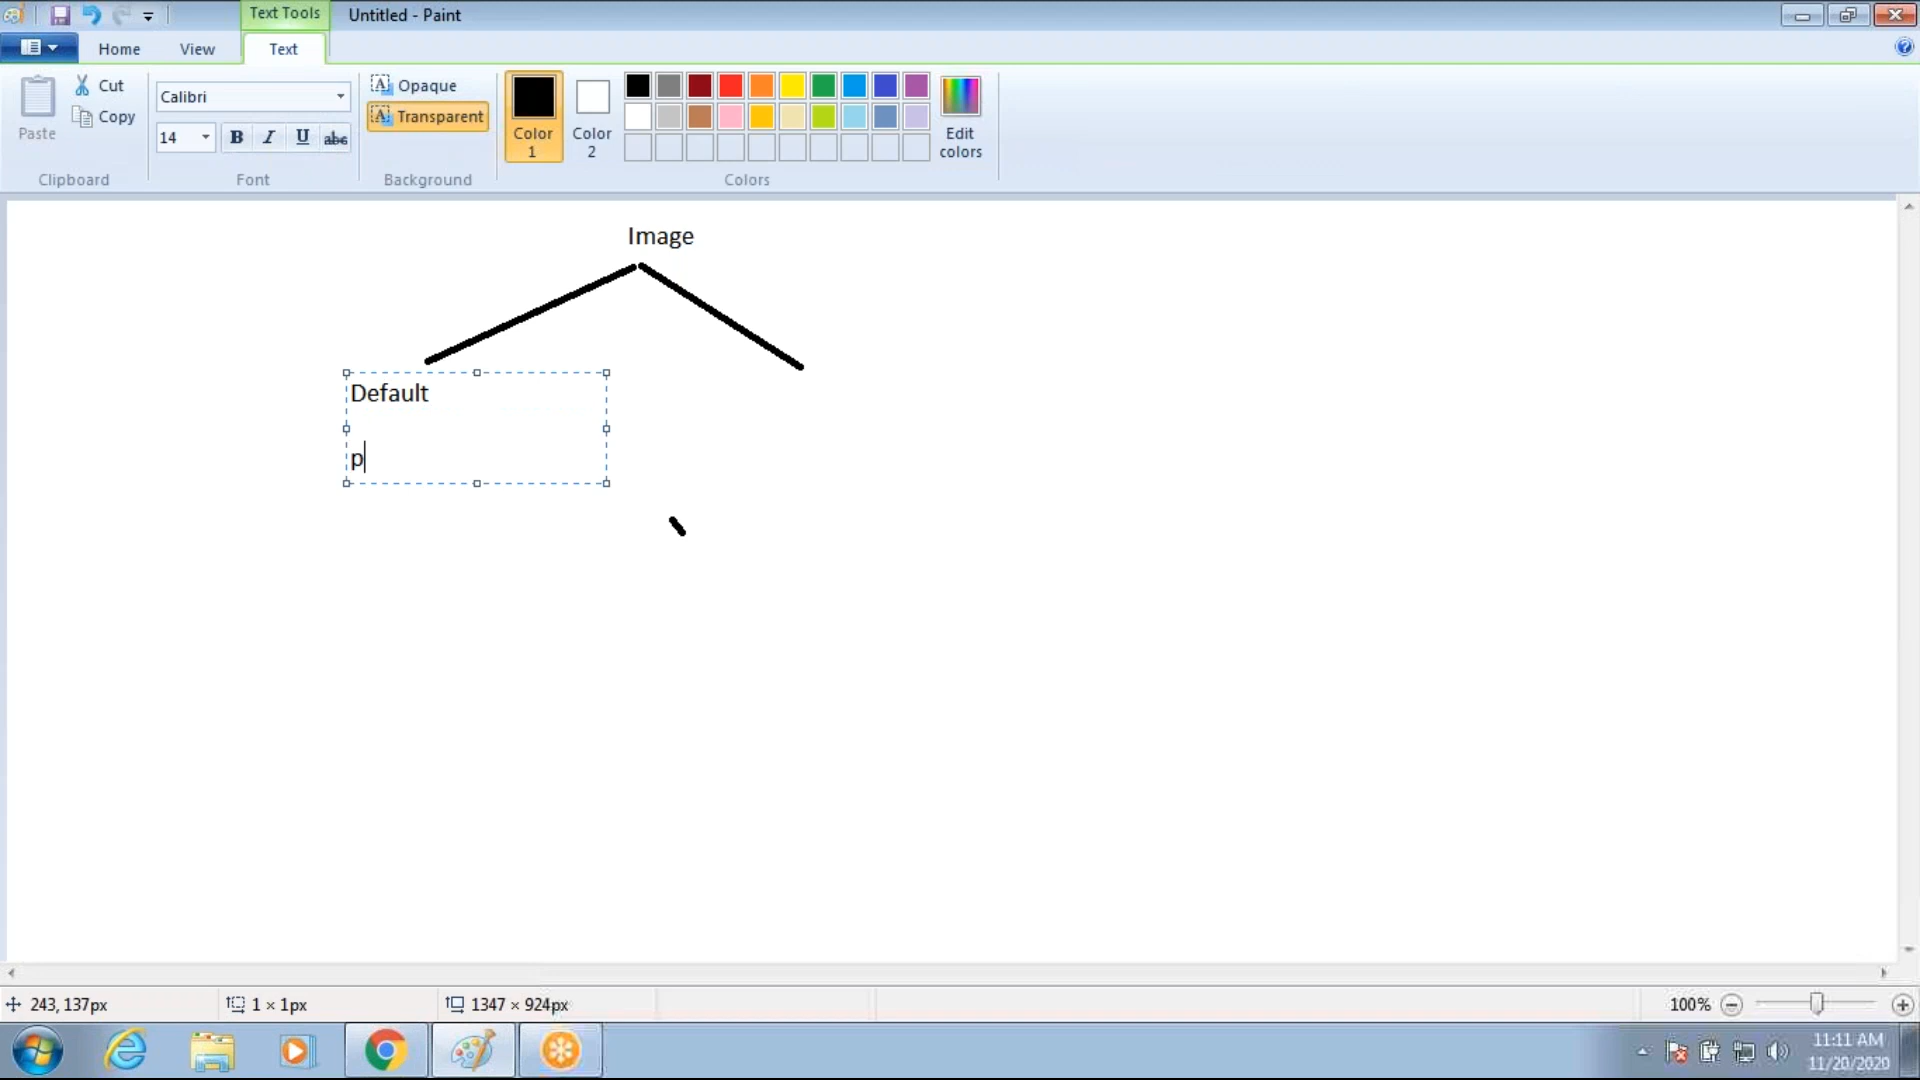 Text Tools
Untitled - Paint
Home
View
Text
Paste
Cut
Copy
Clipboard
Calibri
14
B I U abc
Font
Opaque
Transparent
Background
Color 1
Color 2
Edit colors
Colors
Image
Default
p
243, 137px
1 × 1px
1347 × 924px
100%
11:11 AM
11/20/2020